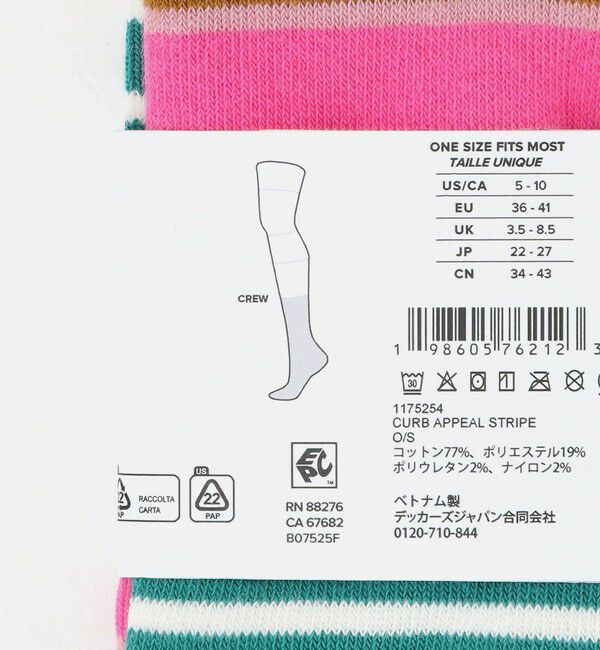 ONE SIZE FITS MOST
TAILLE UNIQUE
US/CA 5 - 10
EU 36 - 41
UK 3.5 - 8.5
JP 22 - 27
CN 34 - 43
CREW
1 98605 76212 3
30
1175254
CURB APPEAL STRIPE
O/S
コットン77%、ポリエステル19%
ポリウレタン2%、ナイロン2%
ベトナム製
デッカーズジャパン合同会社
0120-710-844
EPC
TM
RN 88276
CA 67682
B07525F
US
22
PAP
RACCOLTA
CARTA